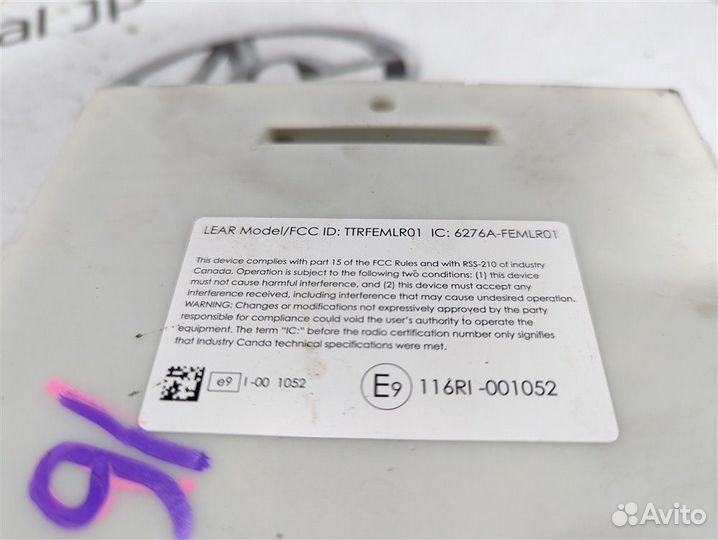 ar.jp
LEAR Model/FCC ID: TTRFEMLR01 IC: 6276A-FEMLR01
This device complies with part 15 of the FCC Rules and with RSS-210 of industry
Canada. Operation is subject to the following two conditions: (1) this device
must not cause harmful interference, and (2) this device must accept any
interference received, including interference that may cause undesired operation.
WARNING: Changes or modifications not expressively approved by the party
responsible for compliance could void the user's authority to operate the
equipment. The term "IC:" before the radio certification number only signifies
that Industry Canda technical specifications were met.
e9 I-00 1052
E9 116RI-001052
91
Avito